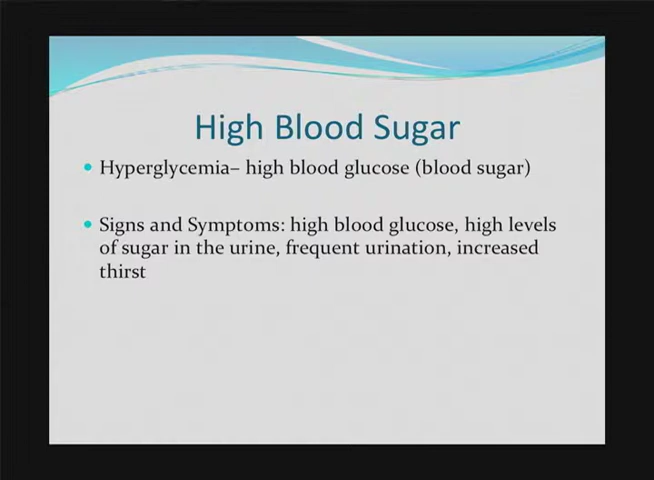 High Blood Sugar
• Hyperglycemia– high blood glucose (blood sugar)
• Signs and Symptoms: high blood glucose, high levels
of sugar in the urine, frequent urination, increased
thirst